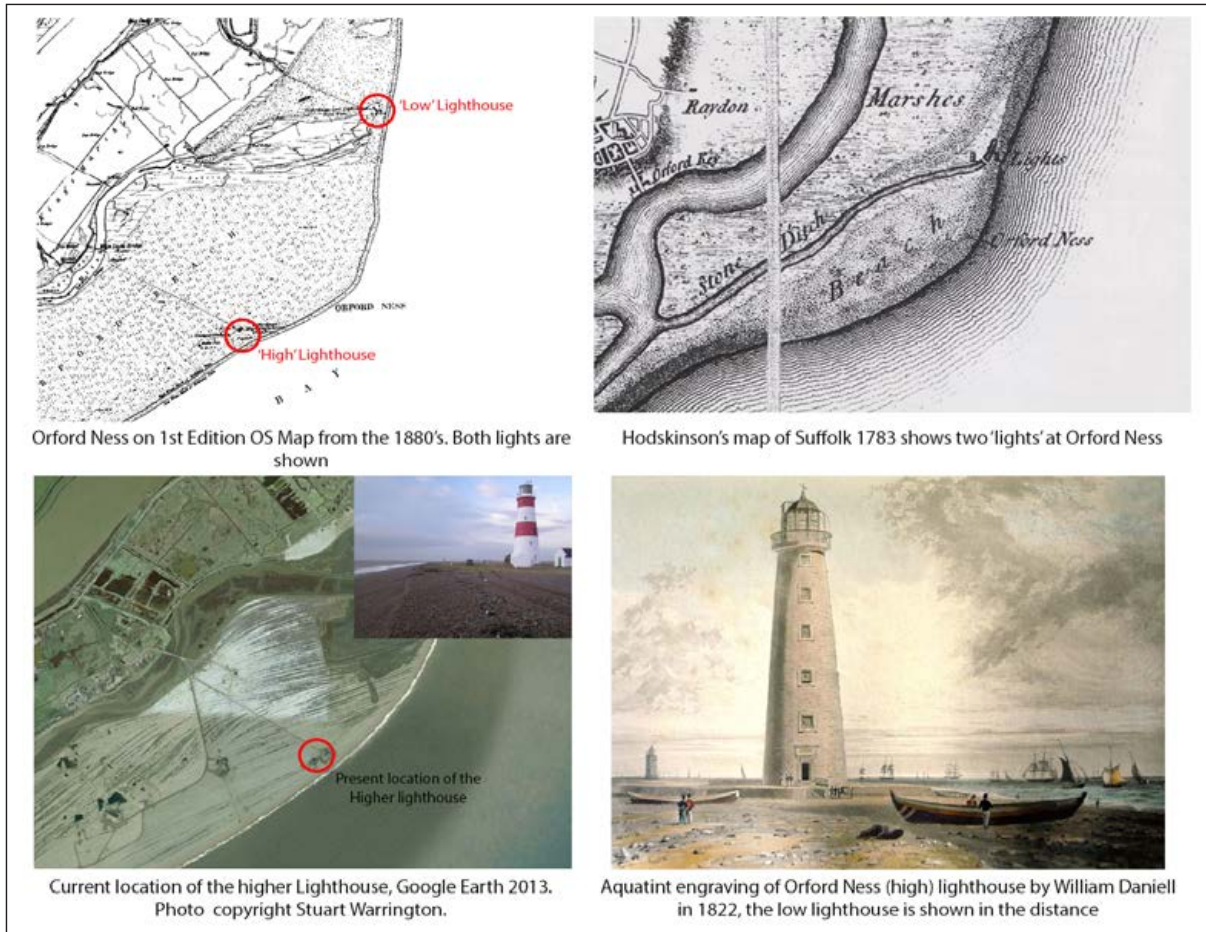 'Low' Lighthouse
ORFORD NESS
'High' Lighthouse
B A Y
Orford Ness on 1st Edition OS Map from the 1880's. Both lights are
shown
Raydon
Marshes
Orford Key
Lights
Stone Ditch
Beach
Orford Ness
Hodskinson's map of Suffolk 1783 shows two 'lights' at Orford Ness
Present location of the
Higher lighthouse
Current location of the higher Lighthouse, Google Earth 2013.
Photo copyright Stuart Warrington.
Aquatint engraving of Orford Ness (high) lighthouse by William Daniell
in 1822, the low lighthouse is shown in the distance